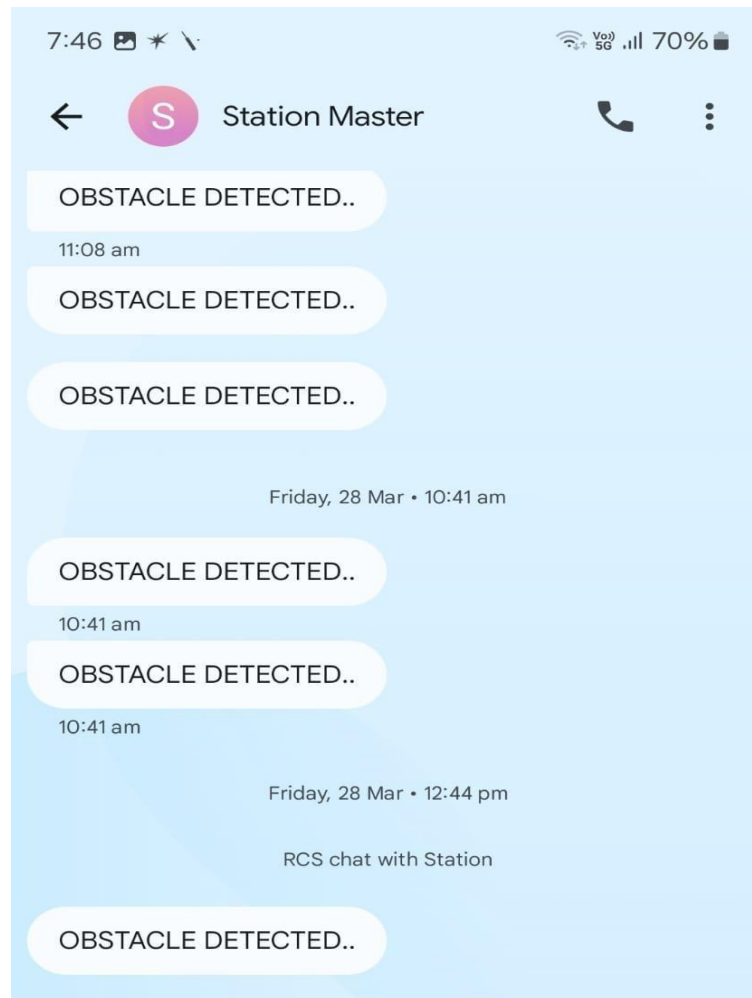 7:46 Vo)) 5G 70%
S Station Master
OBSTACLE DETECTED..
11:08 am
OBSTACLE DETECTED..
OBSTACLE DETECTED..
Friday, 28 Mar • 10:41 am
OBSTACLE DETECTED..
10:41 am
OBSTACLE DETECTED..
10:41 am
Friday, 28 Mar • 12:44 pm
RCS chat with Station
OBSTACLE DETECTED..